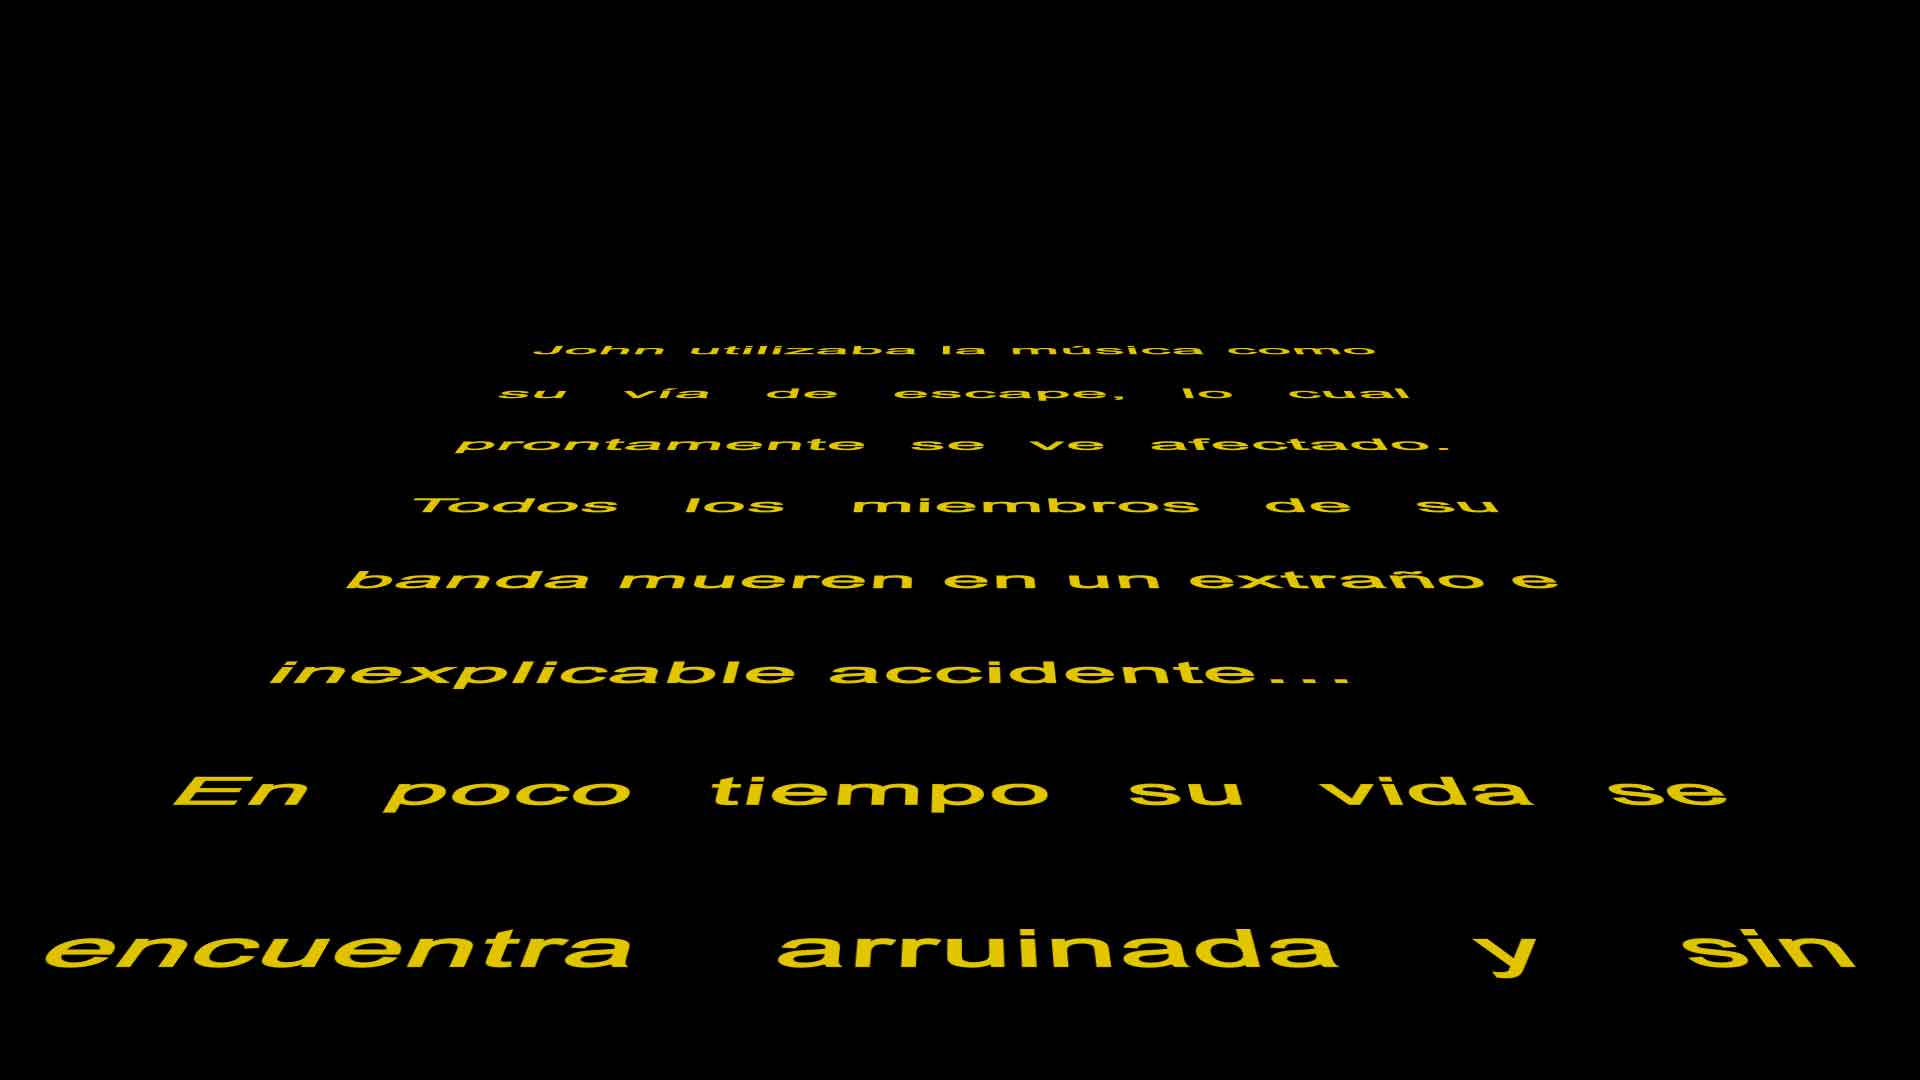 John utilizaba la música como
su vía de escape, lo cual
prontamente se ve afectado.
Todos los miembros de su
banda mueren en un extraño e
inexplicable accidente...
En poco tiempo su vida se
encuentra arruinada y sin